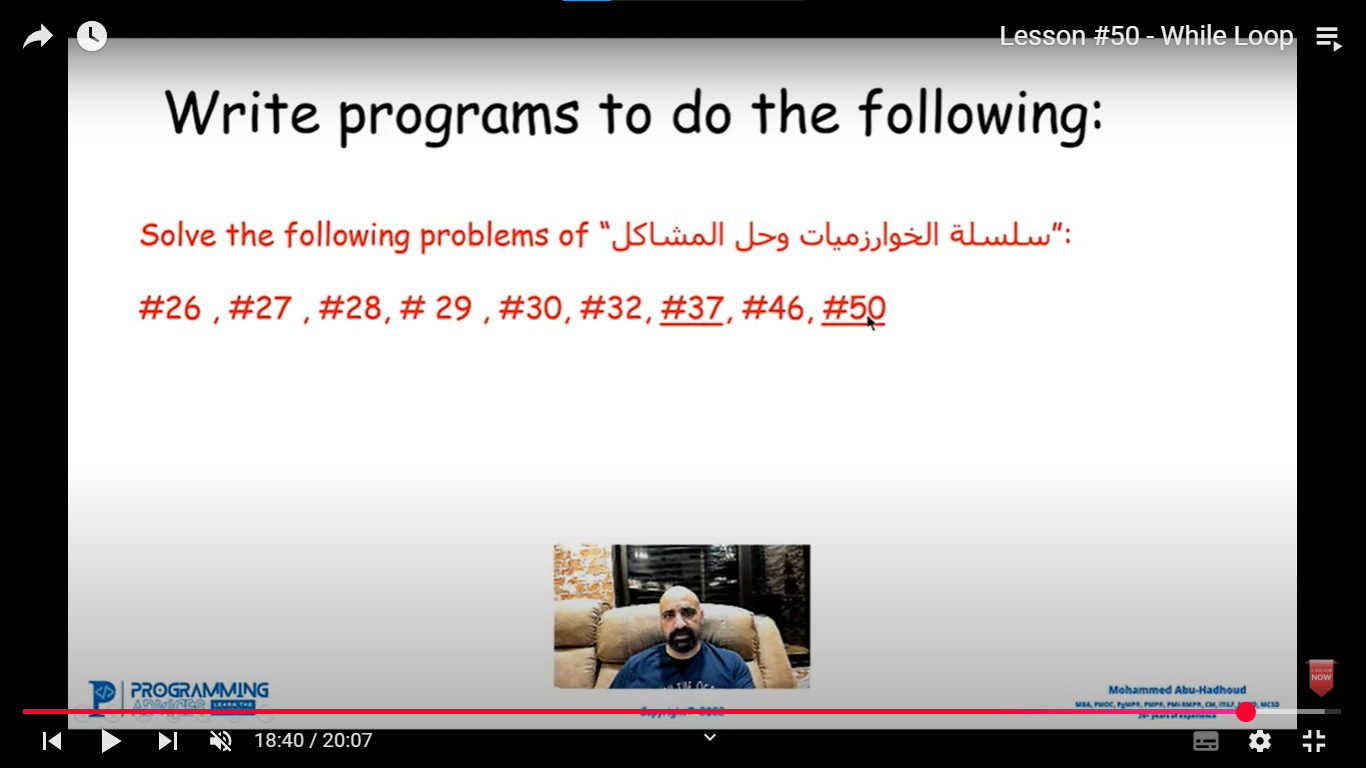 Lesson #50 - While Loop
Write programs to do the following:
Solve the following problems of “سلسلة الخوارزميات وحل المشاكل”:
#26 , #27 , #28, # 29 , #30, #32, #37, #46, #50
NOW
PROGRAMMING
ADVICES LEARN THE
Mohammed Abu-Hadhoud
MBA, PMOC, PgMP®, PMP®, PMI-RMP®, CM, ITILF, MCSD
26+ years of experience
Copyright© 2022
18:40 / 20:07